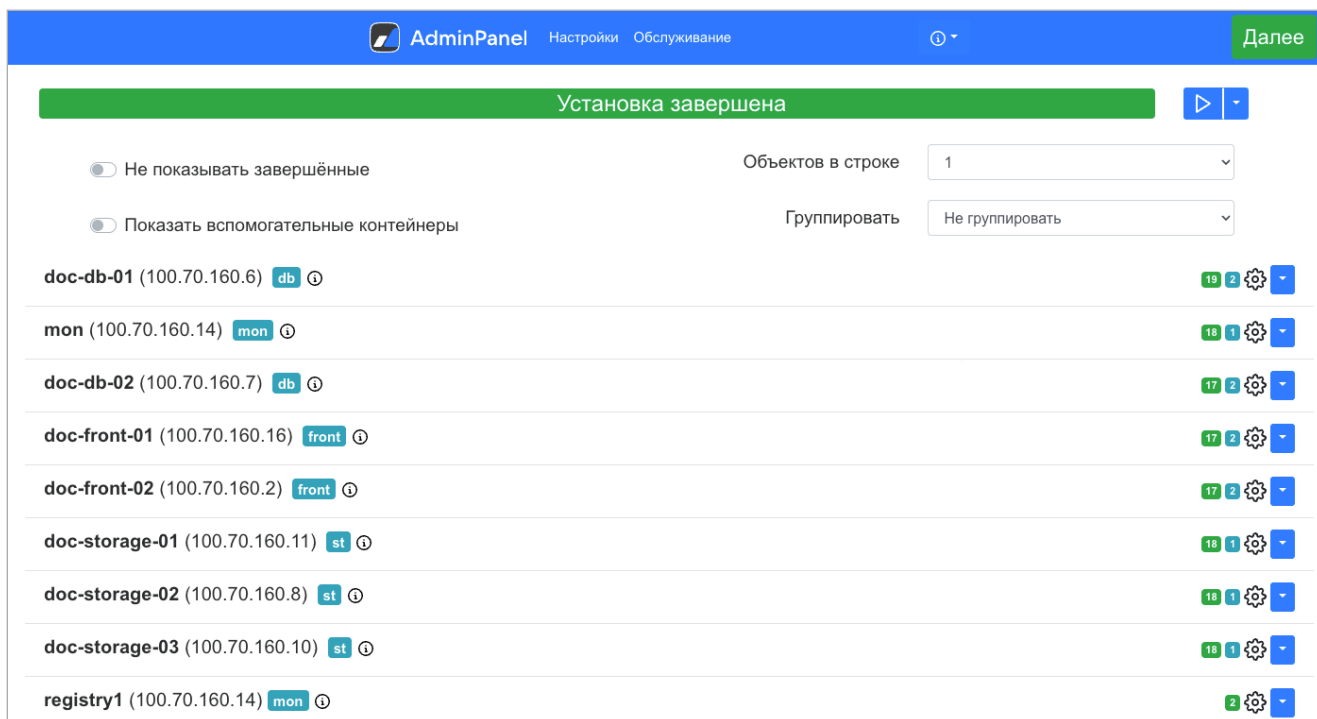 AdminPanel Настройки Обслуживание Далее
Установка завершена
Не показывать завершённые Объектов в строке 1
Показать вспомогательные контейнеры Группировать Не группировать
doc-db-01 (100.70.160.6) db 19 2
mon (100.70.160.14) mon 18 1
doc-db-02 (100.70.160.7) db 17 2
doc-front-01 (100.70.160.16) front 17 2
doc-front-02 (100.70.160.2) front 17 2
doc-storage-01 (100.70.160.11) st 18 1
doc-storage-02 (100.70.160.8) st 18 1
doc-storage-03 (100.70.160.10) st 18 1
registry1 (100.70.160.14) mon 2